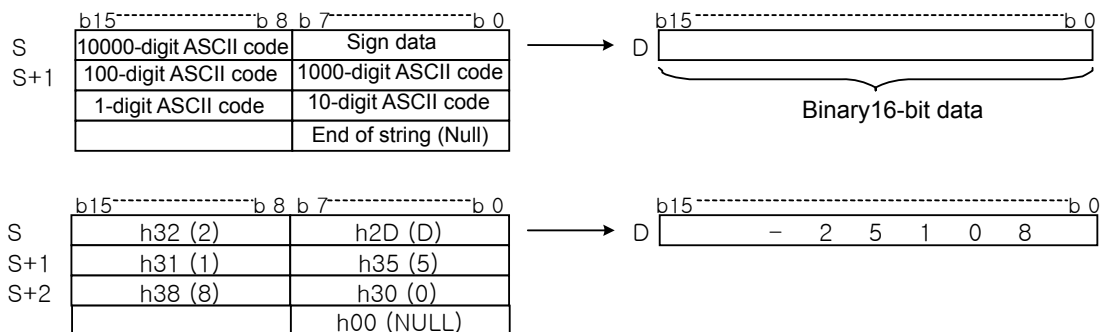 b15 b 8 b 7 b 0 b15 b 0
S 10000-digit ASCII code Sign data D
S+1 100-digit ASCII code 1000-digit ASCII code
1-digit ASCII code 10-digit ASCII code Binary16-bit data
End of string (Null)
b15 b 8 b 7 b 0 b15 b 0
S h32 (2) h2D (D) D - 2 5 1 0 8
S+1 h31 (1) h35 (5)
S+2 h38 (8) h30 (0)
h00 (NULL)